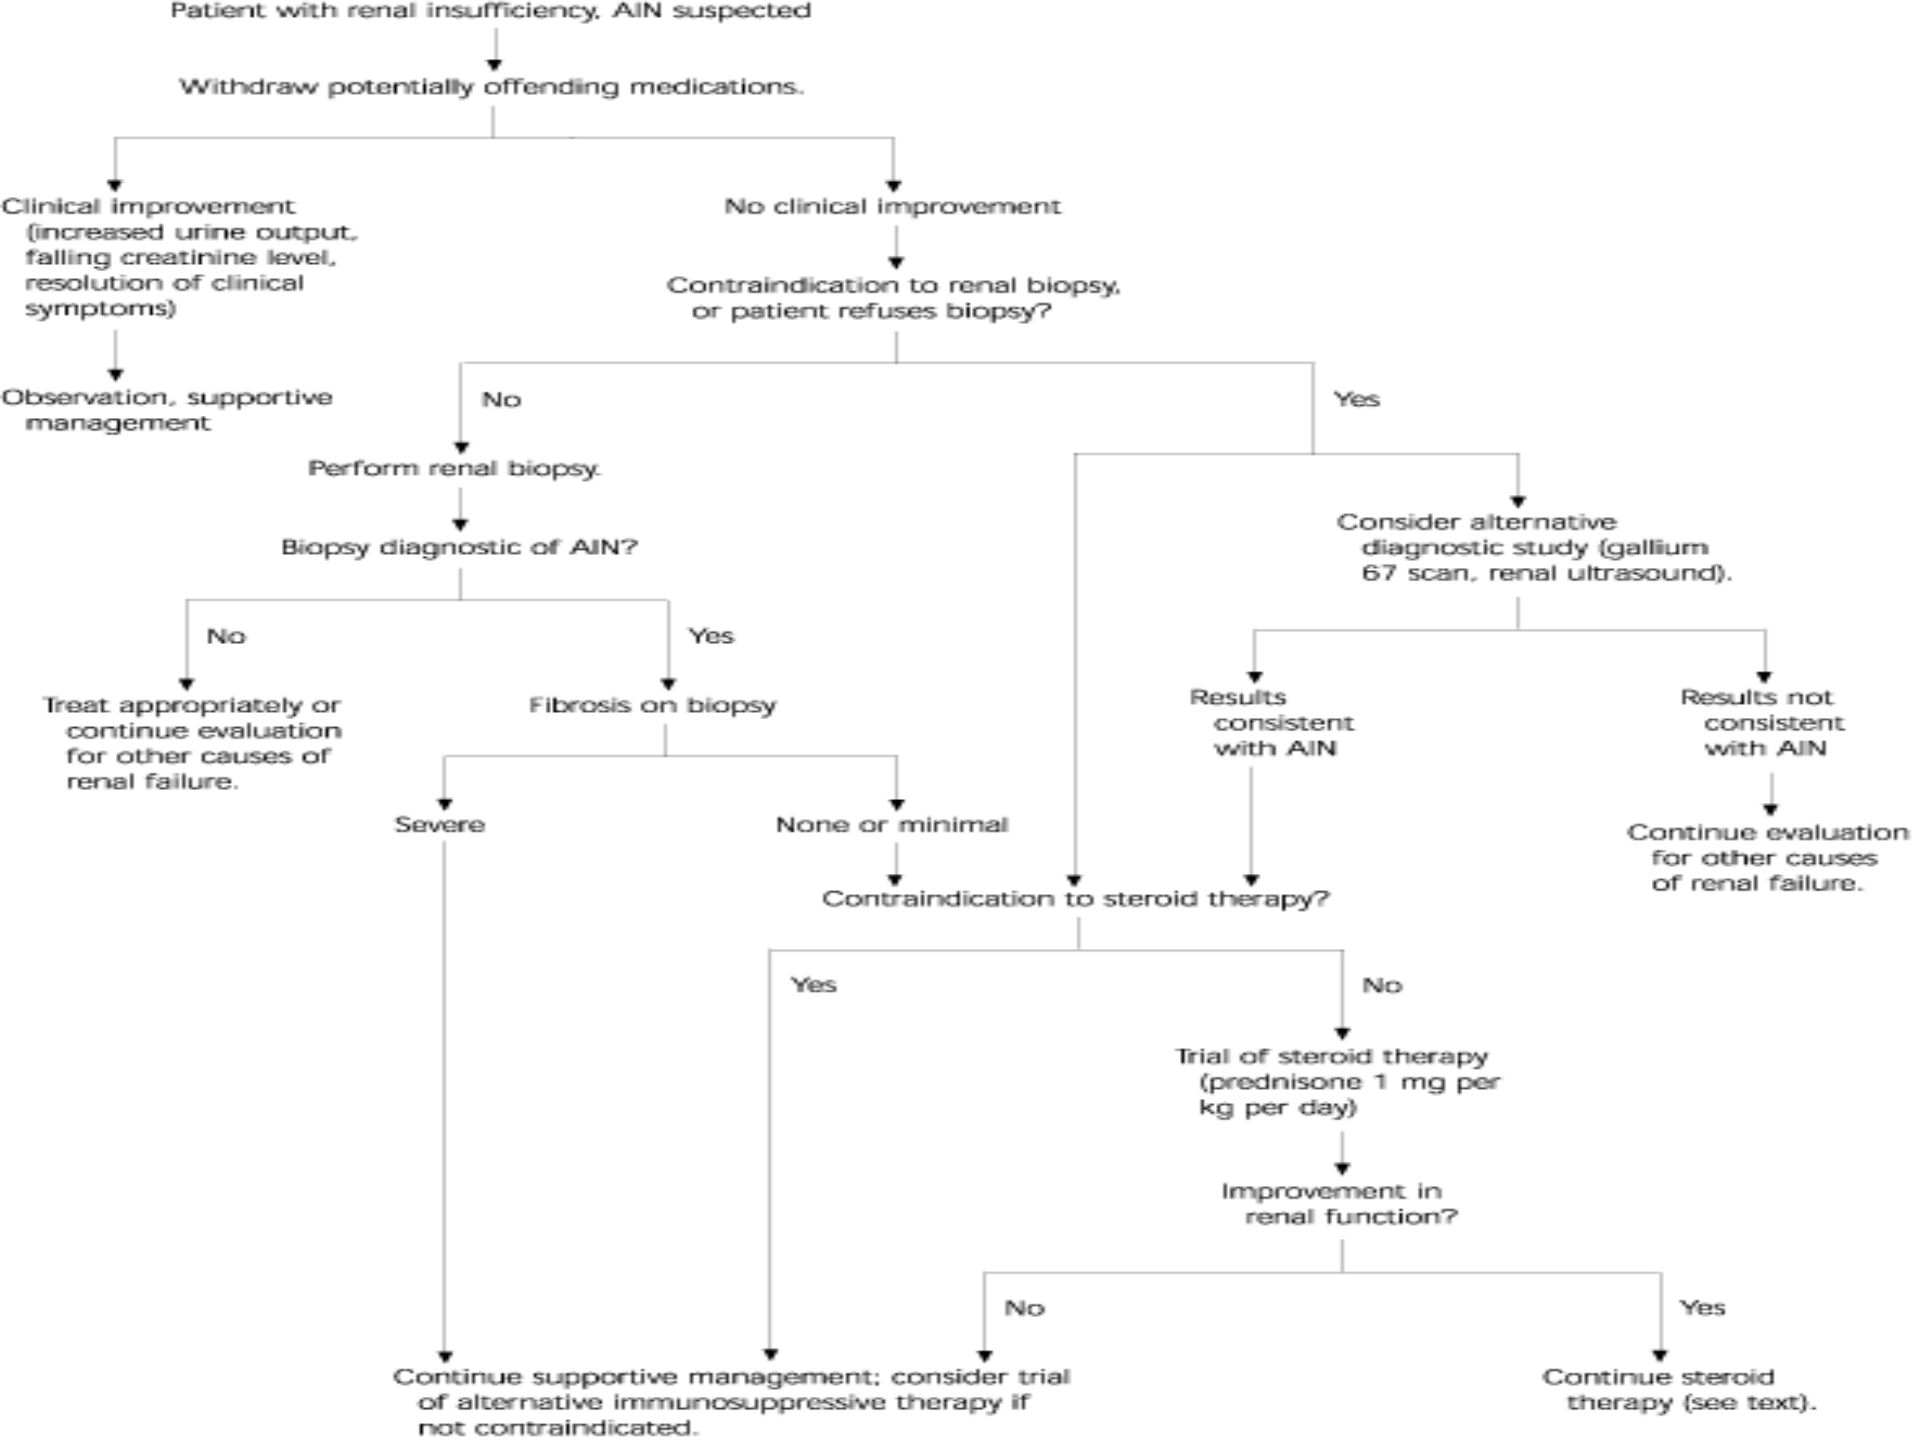 Patient with renal insufficiency, AIN suspected
Withdraw potentially offending medications.
Clinical improvement
(increased urine output,
falling creatinine level,
resolution of clinical
symptoms)
No clinical improvement
Contraindication to renal biopsy,
or patient refuses biopsy?
Observation, supportive
management
No
Yes
Perform renal biopsy.
Biopsy diagnostic of AIN?
Consider alternative
diagnostic study (gallium
67 scan, renal ultrasound).
No
Yes
Treat appropriately or
continue evaluation
for other causes of
renal failure.
Fibrosis on biopsy
Results
consistent
with AIN
Results not
consistent
with AIN
Severe
None or minimal
Continue evaluation
for other causes
of renal failure.
Contraindication to steroid therapy?
Yes
No
Trial of steroid therapy
(prednisone 1 mg per
kg per day)
Improvement in
renal function?
No
Yes
Continue supportive management; consider trial
of alternative immunosuppressive therapy if
not contraindicated.
Continue steroid
therapy (see text).